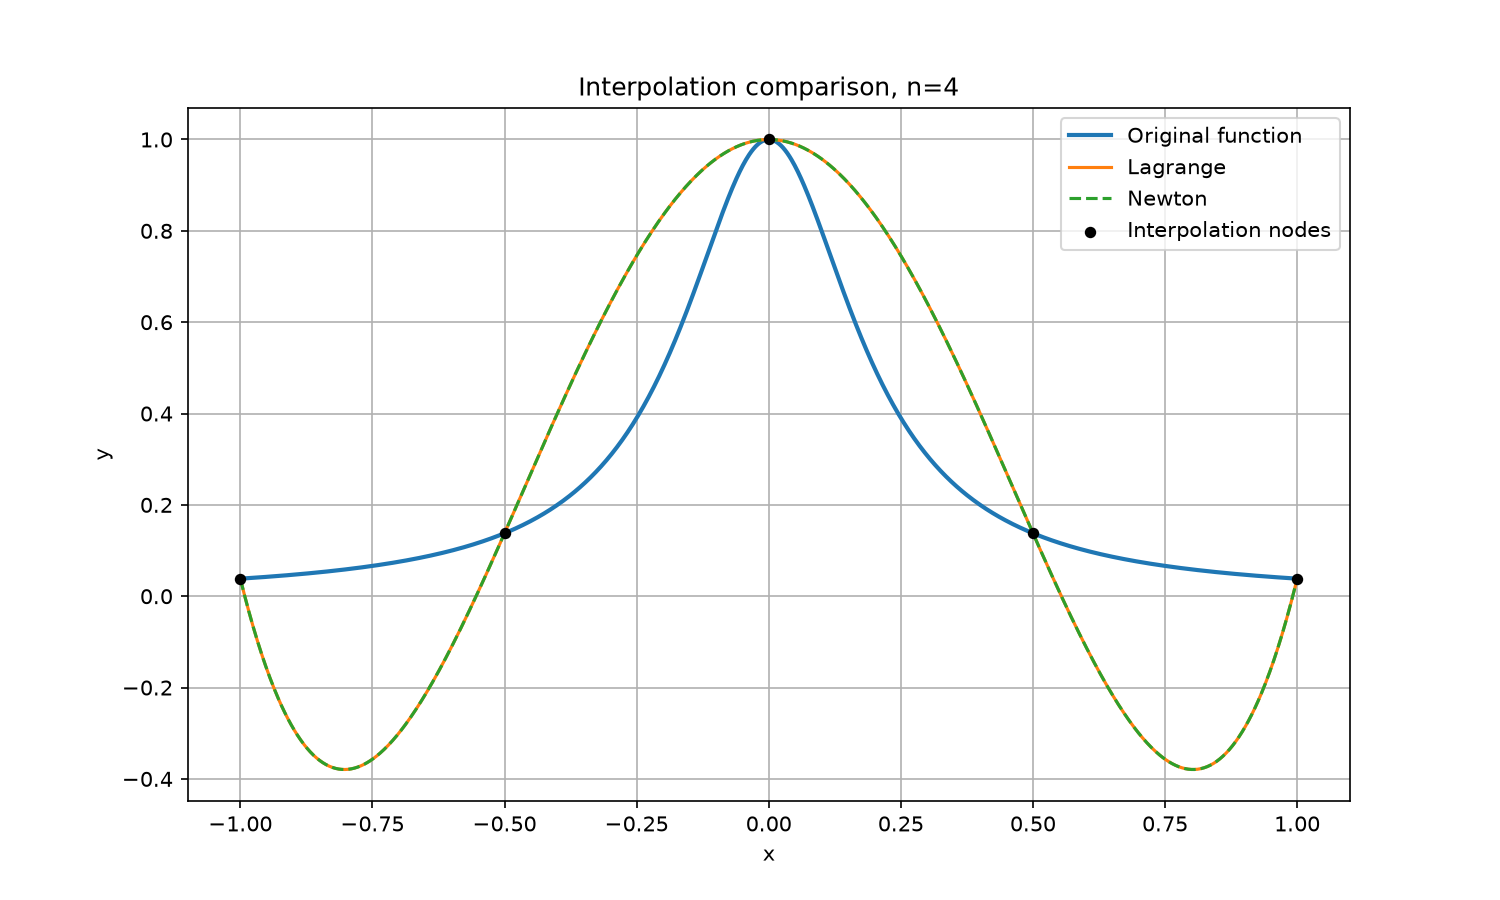 Interpolation comparison, n=4
Original function
Lagrange
Newton
Interpolation nodes
1.0
0.8
0.6
0.4
0.2
0.0
−0.2
−0.4
y
−1.00 −0.75 −0.50 −0.25 0.00 0.25 0.50 0.75 1.00
x